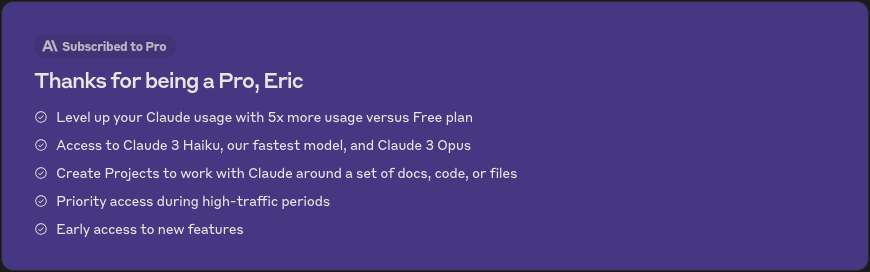 Subscribed to Pro
Thanks for being a Pro, Eric
Level up your Claude usage with 5x more usage versus Free plan
Access to Claude 3 Haiku, our fastest model, and Claude 3 Opus
Create Projects to work with Claude around a set of docs, code, or files
Priority access during high-traffic periods
Early access to new features